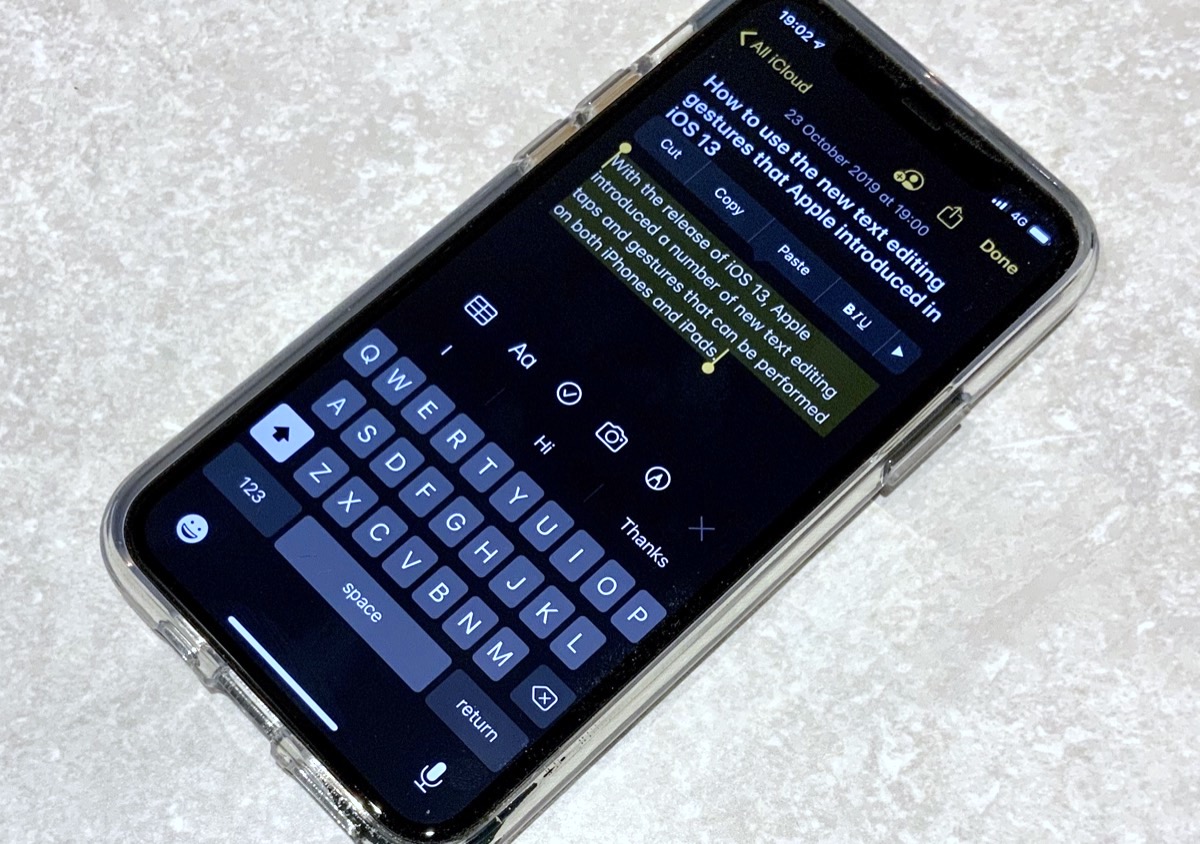 19:02
4G
All iCloud
Done
23 October 2019 at 19:00
How to use the new text editing
gestures that Apple introduced in
iOS 13
Cut Copy Paste BIU ▶
With the release of iOS 13, Apple
introduced a number of new text editing
taps and gestures that can be performed
on both iPhones and iPads.
Aa
I Hi Thanks
Q W E R T Y U I O P
A S D F G H J K L
Z X C V B N M
123 space return